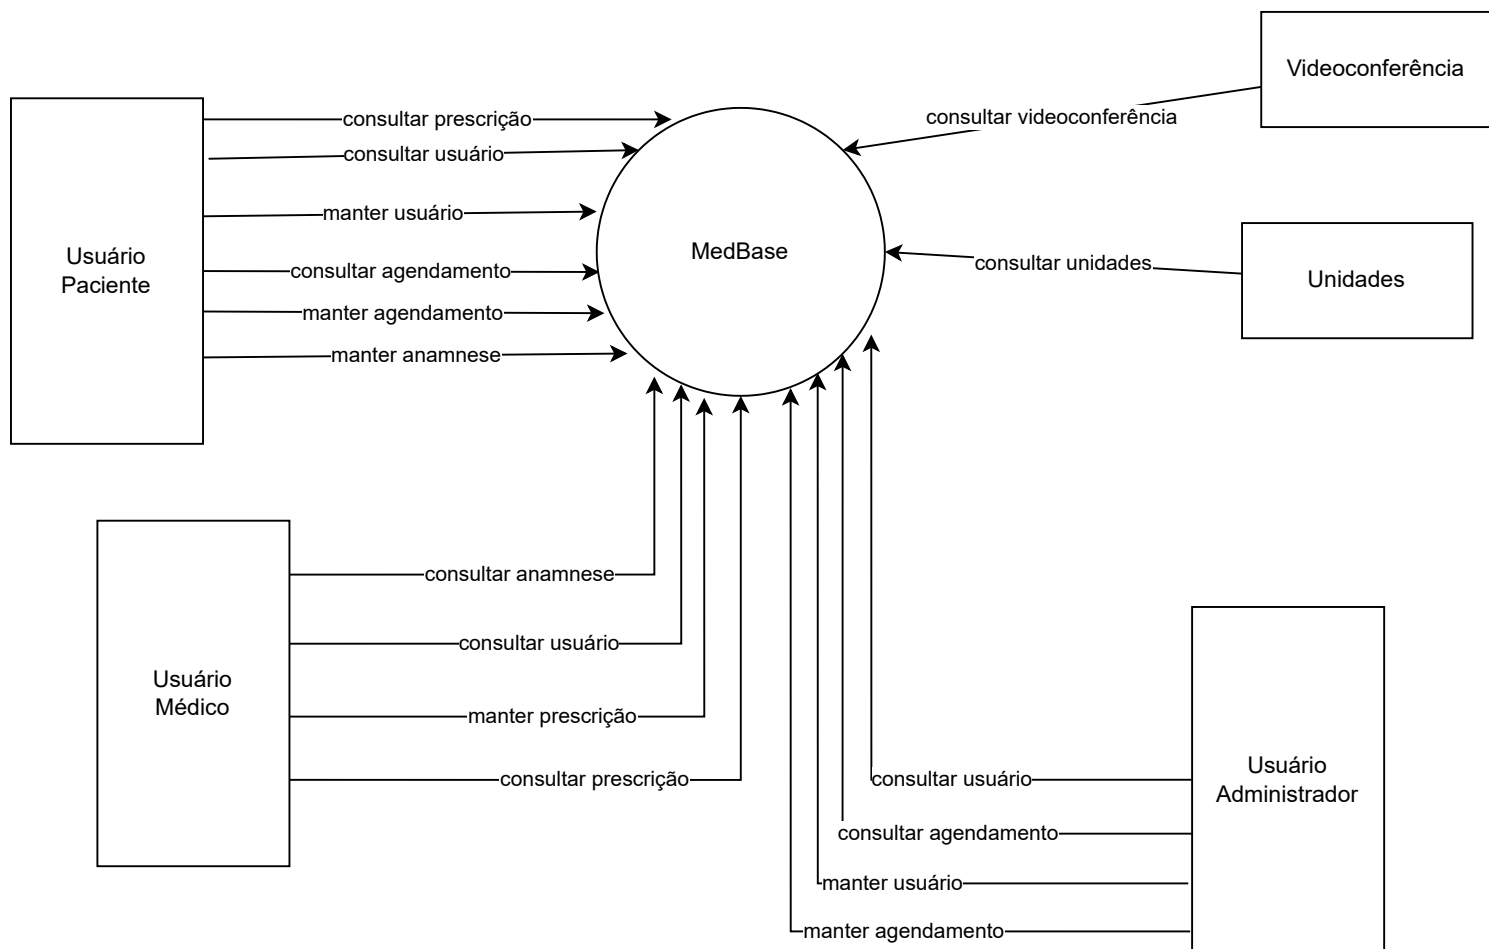 Videoconferência
consultar prescrição
consultar videoconferência
consultar usuário
manter usuário
Usuário
Paciente
MedBase
consultar agendamento
consultar unidades
Unidades
manter agendamento
manter anamnese
consultar anamnese
consultar usuário
Usuário
Médico
manter prescrição
consultar prescrição
consultar usuário
Usuário
Administrador
consultar agendamento
manter usuário
manter agendamento